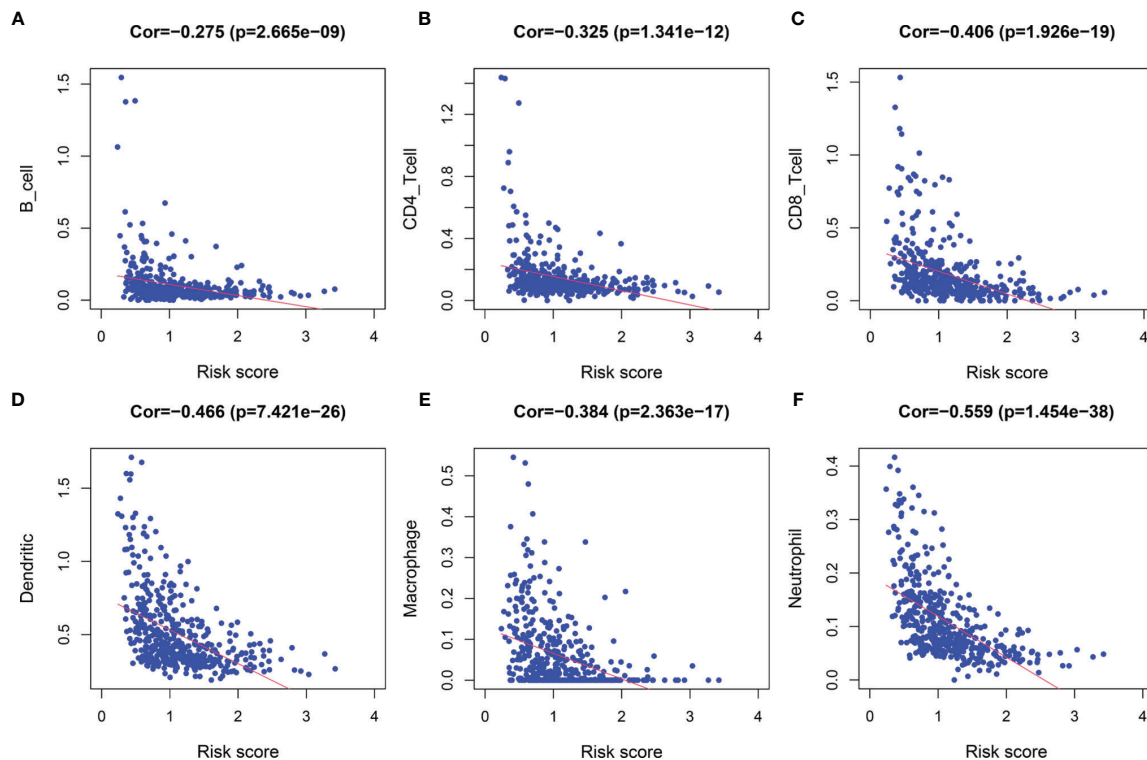 A
Cor=−0.275 (p=2.665e−09)
B_cell
0.0 0.5 1.0 1.5
0 1 2 3 4
Risk score
B
Cor=−0.325 (p=1.341e−12)
CD4_Tcell
0.0 0.4 0.8 1.2
0 1 2 3 4
Risk score
C
Cor=−0.406 (p=1.926e−19)
CD8_Tcell
0.0 0.5 1.0 1.5
0 1 2 3 4
Risk score
D
Cor=−0.466 (p=7.421e−26)
Dendritic
0.5 1.0 1.5
0 1 2 3 4
Risk score
E
Cor=−0.384 (p=2.363e−17)
Macrophage
0.0 0.1 0.2 0.3 0.4 0.5
0 1 2 3 4
Risk score
F
Cor=−0.559 (p=1.454e−38)
Neutrophil
0.0 0.1 0.2 0.3 0.4
0 1 2 3 4
Risk score